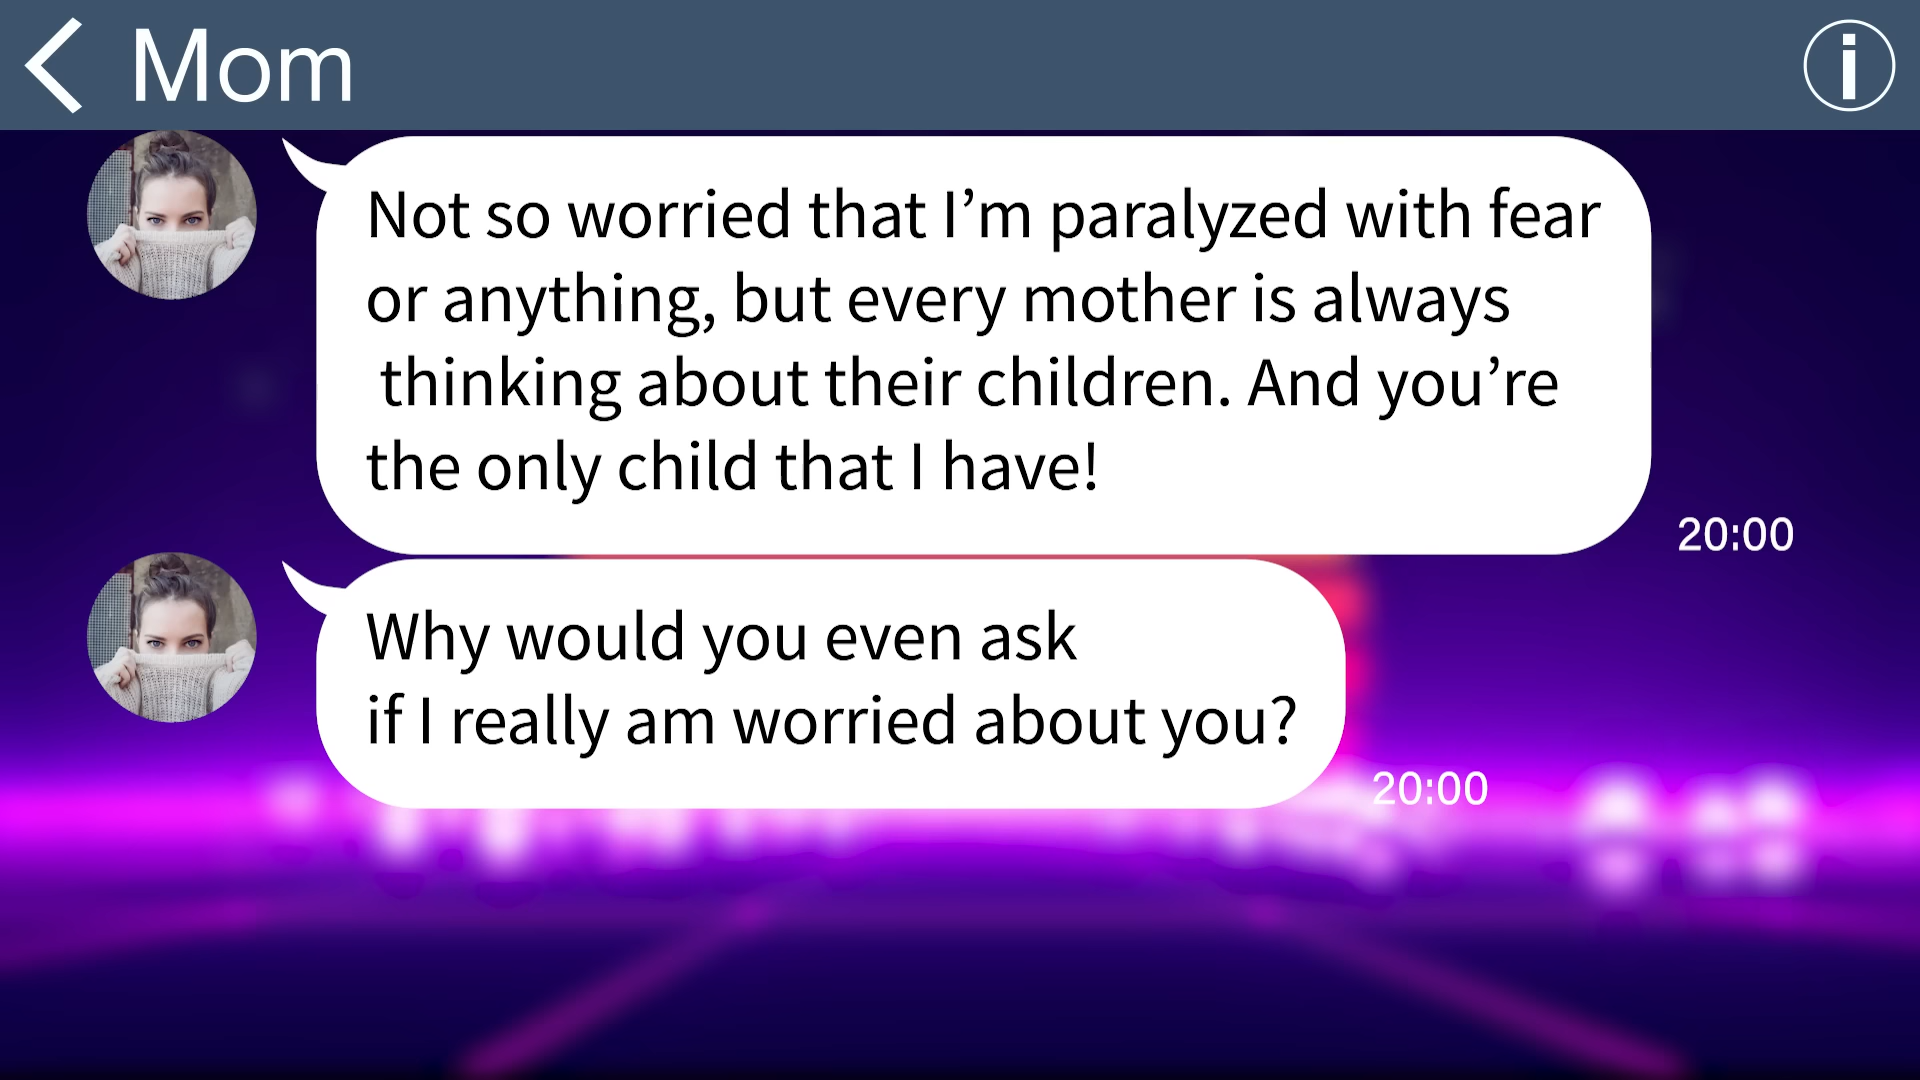 Mom
Not so worried that I’m paralyzed with fear
or anything, but every mother is always
thinking about their children. And you’re
the only child that I have!
20:00
Why would you even ask
if I really am worried about you?
20:00